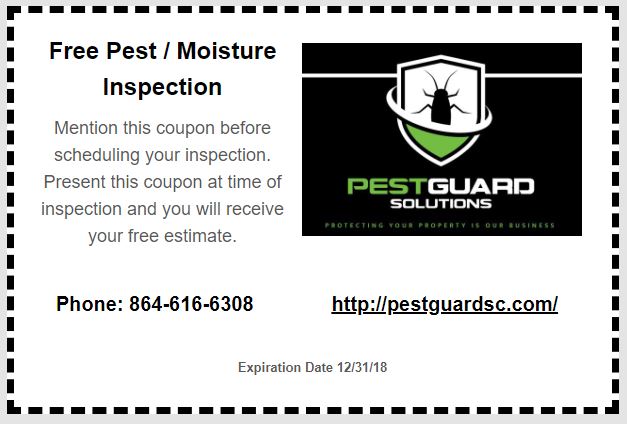 Free Pest / Moisture
Inspection
Mention this coupon before
scheduling your inspection.
Present this coupon at time of
inspection and you will receive
your free estimate.
PESTGUARD
SOLUTIONS
PROTECTING YOUR PROPERTY IS OUR BUSINESS
Phone: 864-616-6308
http://pestguardsc.com/
Expiration Date 12/31/18